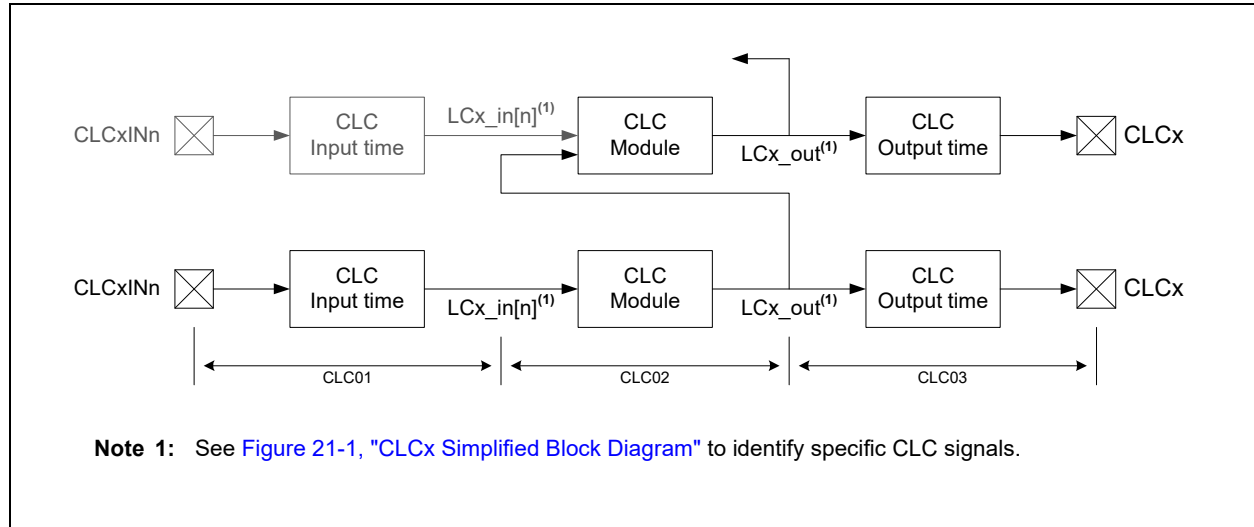 CLCxINn
CLC
Input time
LCx_in[n](1)
CLC
Module
LCx_out(1)
CLC
Output time
CLCx
CLCxINn
CLC
Input time
LCx_in[n](1)
CLC
Module
LCx_out(1)
CLC
Output time
CLCx
CLC01
CLC02
CLC03
Note 1: See Figure 21-1, "CLCx Simplified Block Diagram" to identify specific CLC signals.